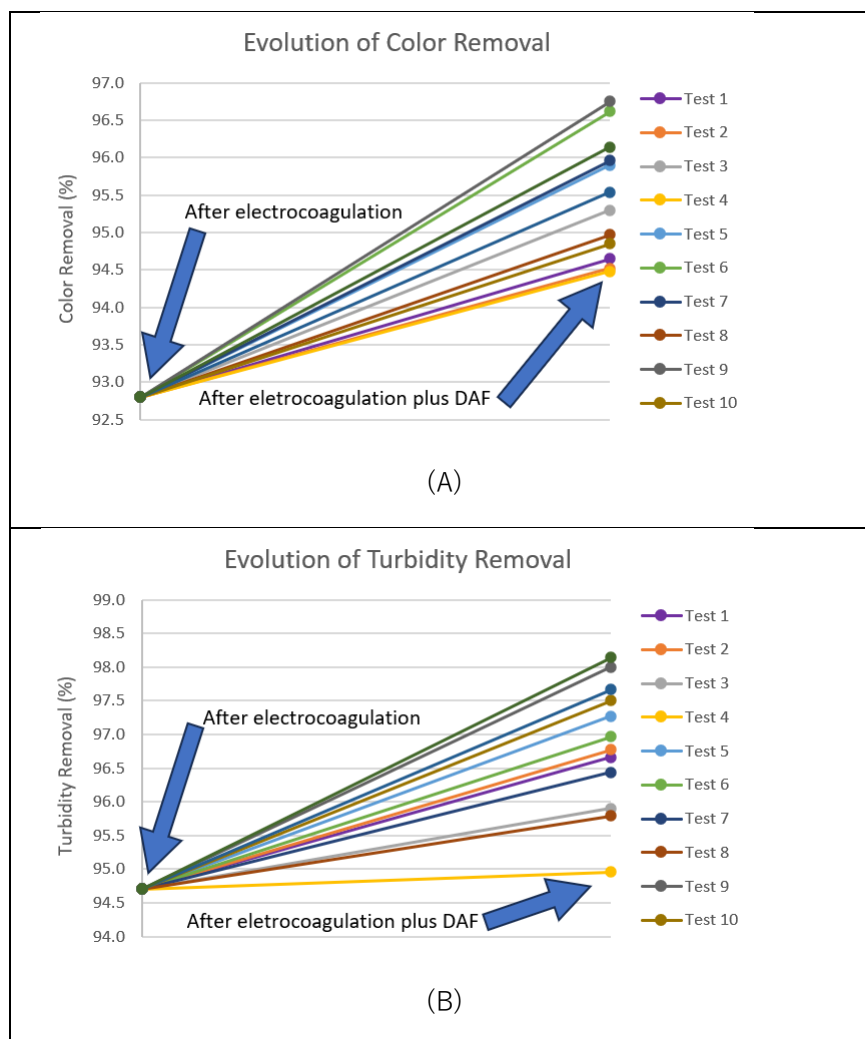 Evolution of Color Removal
97.0
96.5
96.0
95.5
95.0
94.5
94.0
93.5
93.0
92.5
Color Removal (%)
After electrocoagulation
After eletrocoagulation plus DAF
Test 1
Test 2
Test 3
Test 4
Test 5
Test 6
Test 7
Test 8
Test 9
Test 10
(A)
Evolution of Turbidity Removal
99.0
98.5
98.0
97.5
97.0
96.5
96.0
95.5
95.0
94.5
94.0
Turbidity Removal (%)
After electrocoagulation
After eletrocoagulation plus DAF
Test 1
Test 2
Test 3
Test 4
Test 5
Test 6
Test 7
Test 8
Test 9
Test 10
(B)